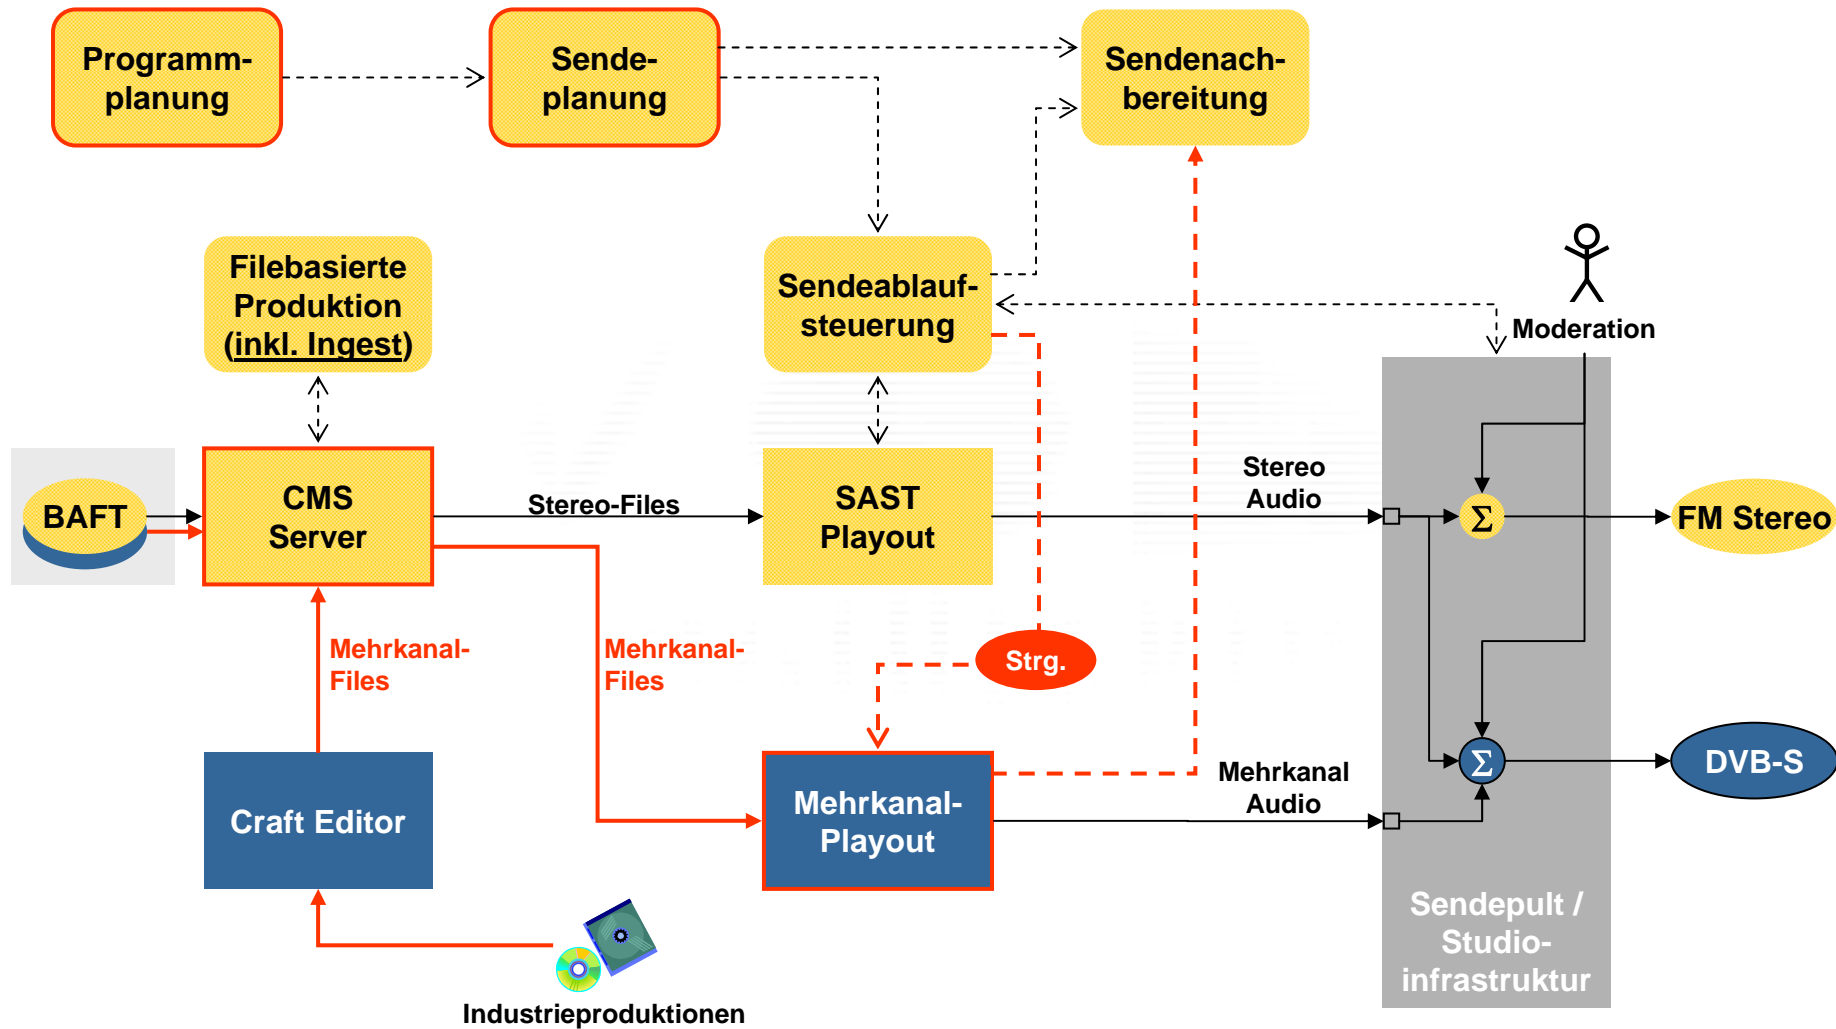 Programm-
planung
Sende-
planung
Sendenach-
bereitung
Filebasierte
Produktion
(inkl. Ingest)
Sendeablauf-
steuerung
Moderation
BAFT
CMS
Server
Stereo-Files
SAST
Playout
Stereo
Audio
Σ
FM Stereo
Mehrkanal-
Files
Mehrkanal-
Files
Strg.
Craft Editor
Mehrkanal-
Playout
Mehrkanal
Audio
Σ
DVB-S
Sendepult /
Studio-
infrastruktur
Industrieproduktionen